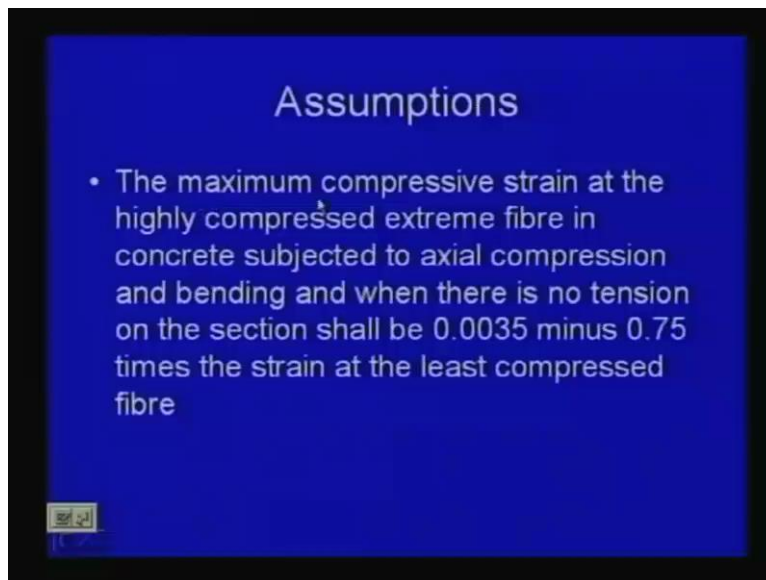 Assumptions
• The maximum compressive strain at the
highly compressed extreme fibre in
concrete subjected to axial compression
and bending and when there is no tension
on the section shall be 0.0035 minus 0.75
times the strain at the least compressed
fibre